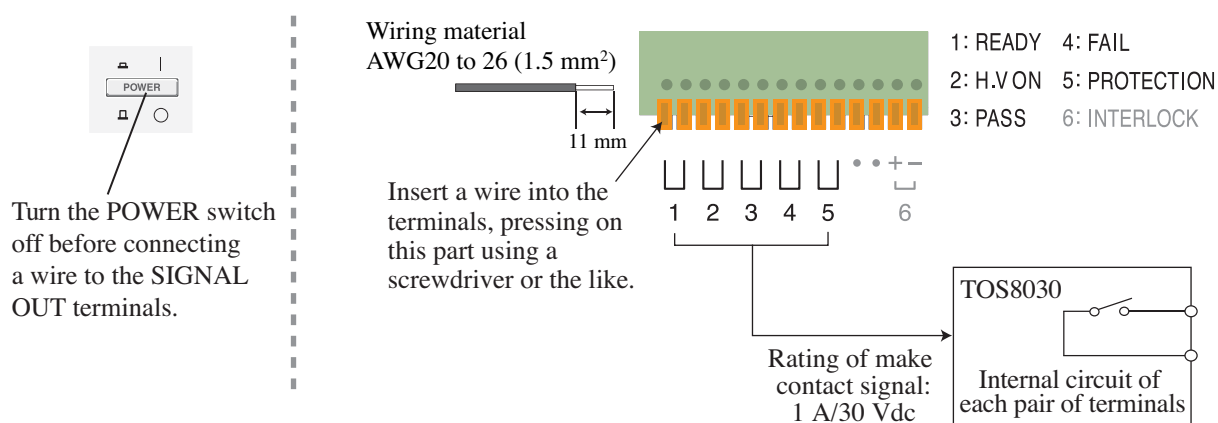 POWER
Turn the POWER switch
off before connecting
a wire to the SIGNAL
OUT terminals.
Wiring material
AWG20 to 26 (1.5 mm²)
11 mm
Insert a wire into the
terminals, pressing on
this part using a
screwdriver or the like.
1: READY 4: FAIL
2: H.V ON 5: PROTECTION
3: PASS 6: INTERLOCK
+ −
1 2 3 4 5 6
Rating of make
contact signal:
1 A/30 Vdc
TOS8030
Internal circuit of
each pair of terminals